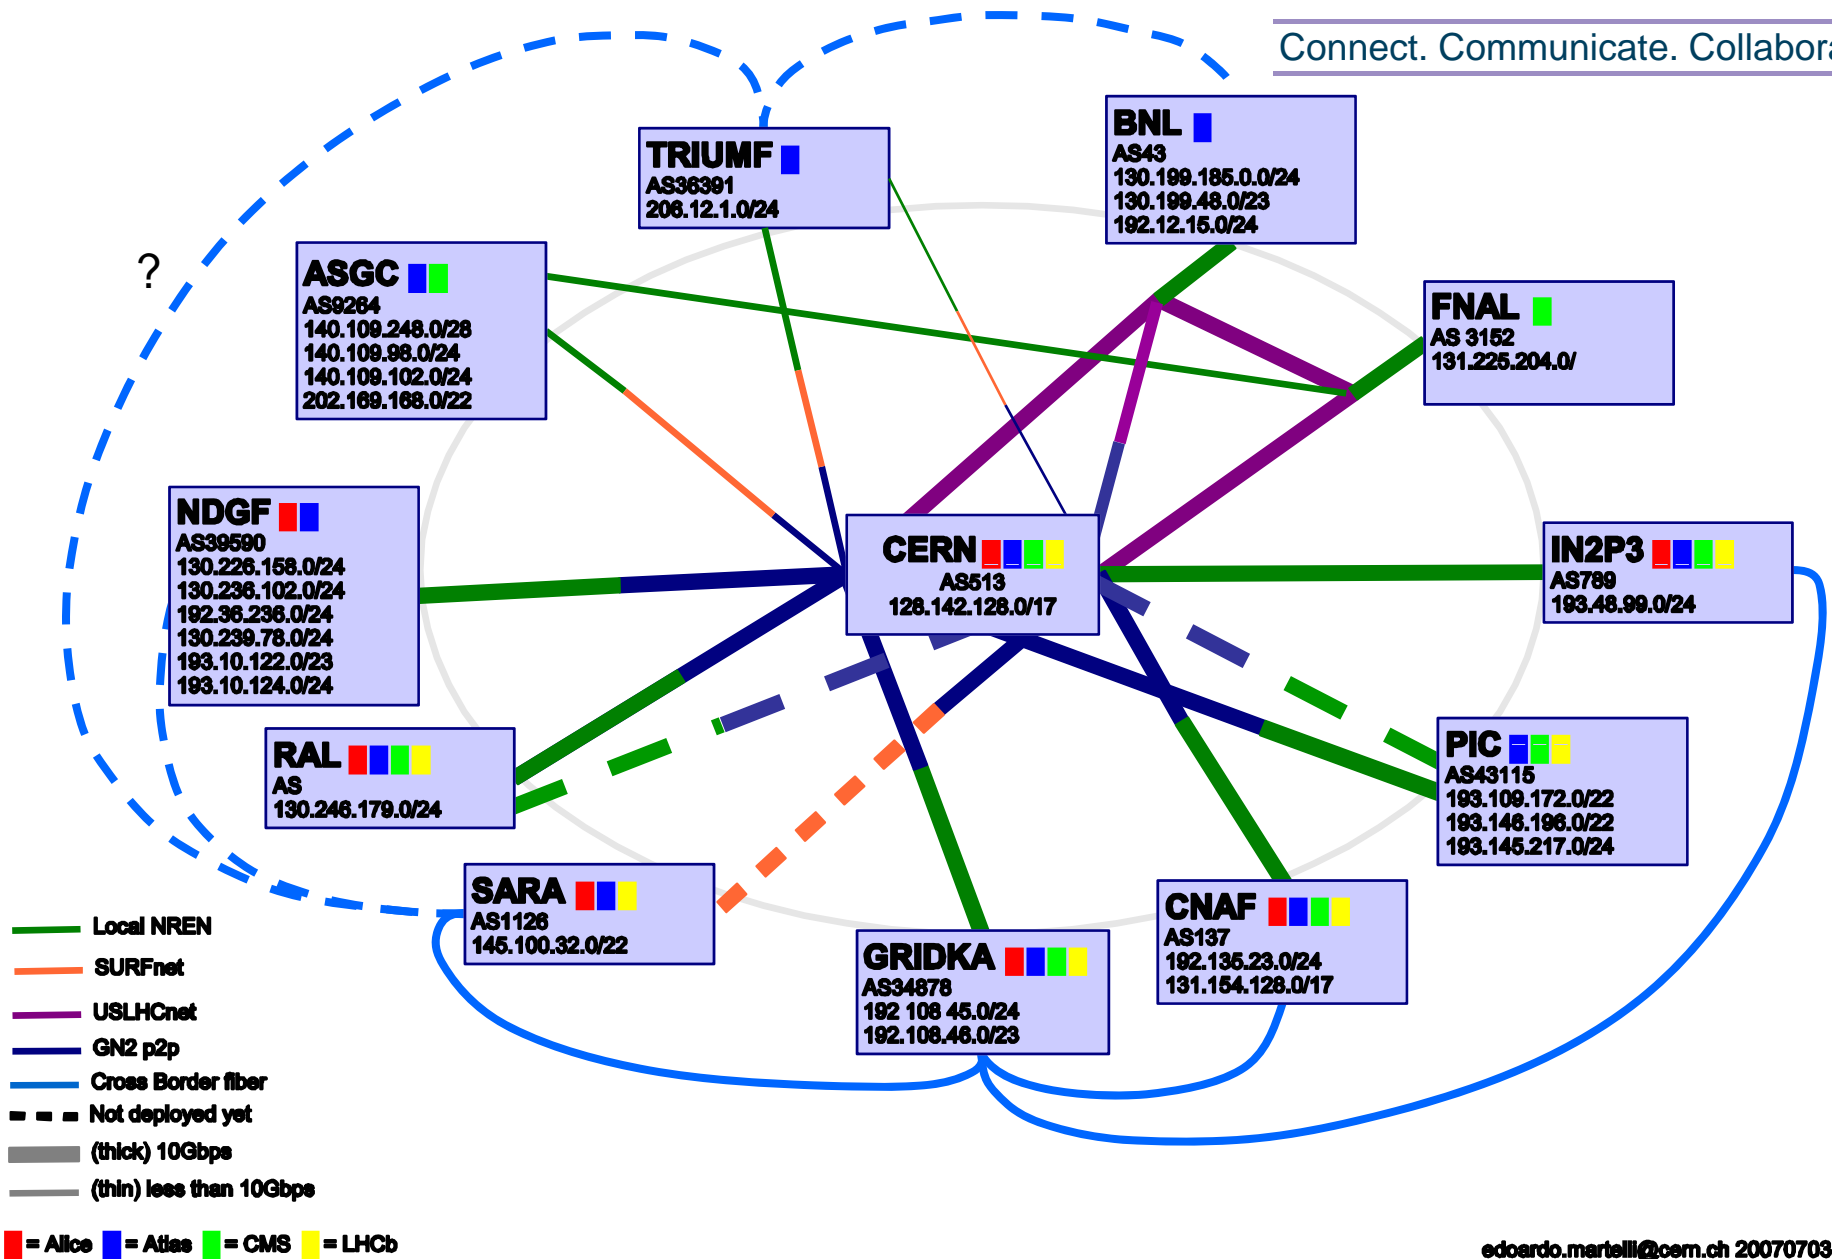 Connect. Communicate. Collabora
BNL
AS43
130.199.185.0.0/24
130.199.48.0/23
192.12.15.0/24
TRIUMF
AS36391
206.12.1.0/24
?
ASGC
AS9264
140.109.248.0/28
140.109.98.0/24
140.109.102.0/24
202.169.168.0/22
FNAL
AS 3152
131.225.204.0/
NDGF
AS39590
130.226.158.0/24
130.236.102.0/24
192.36.236.0/24
130.239.78.0/24
193.10.122.0/23
193.10.124.0/24
CERN
AS513
128.142.128.0/17
IN2P3
AS789
193.48.99.0/24
RAL
AS
130.246.179.0/24
PIC
AS43115
193.109.172.0/22
193.146.196.0/22
193.145.217.0/24
SARA
AS1126
145.100.32.0/22
GRIDKA
AS34878
192 108 45.0/24
192.108.46.0/23
CNAF
AS137
192.135.23.0/24
131.154.128.0/17
Local NREN
SURFnet
USLHCnet
GN2 p2p
Cross Border fiber
Not deployed yet
(thick) 10Gbps
(thin) less than 10Gbps
= Alice = Atlas = CMS = LHCb
edoardo.martelli@cern.ch 20070703